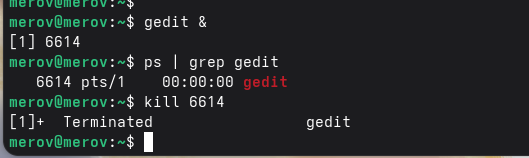 merov@merov:~$
merov@merov:~$ gedit &
[1] 6614
merov@merov:~$ ps | grep gedit
   6614 pts/1    00:00:00 gedit
merov@merov:~$ kill 6614
[1]+  Terminated              gedit
merov@merov:~$